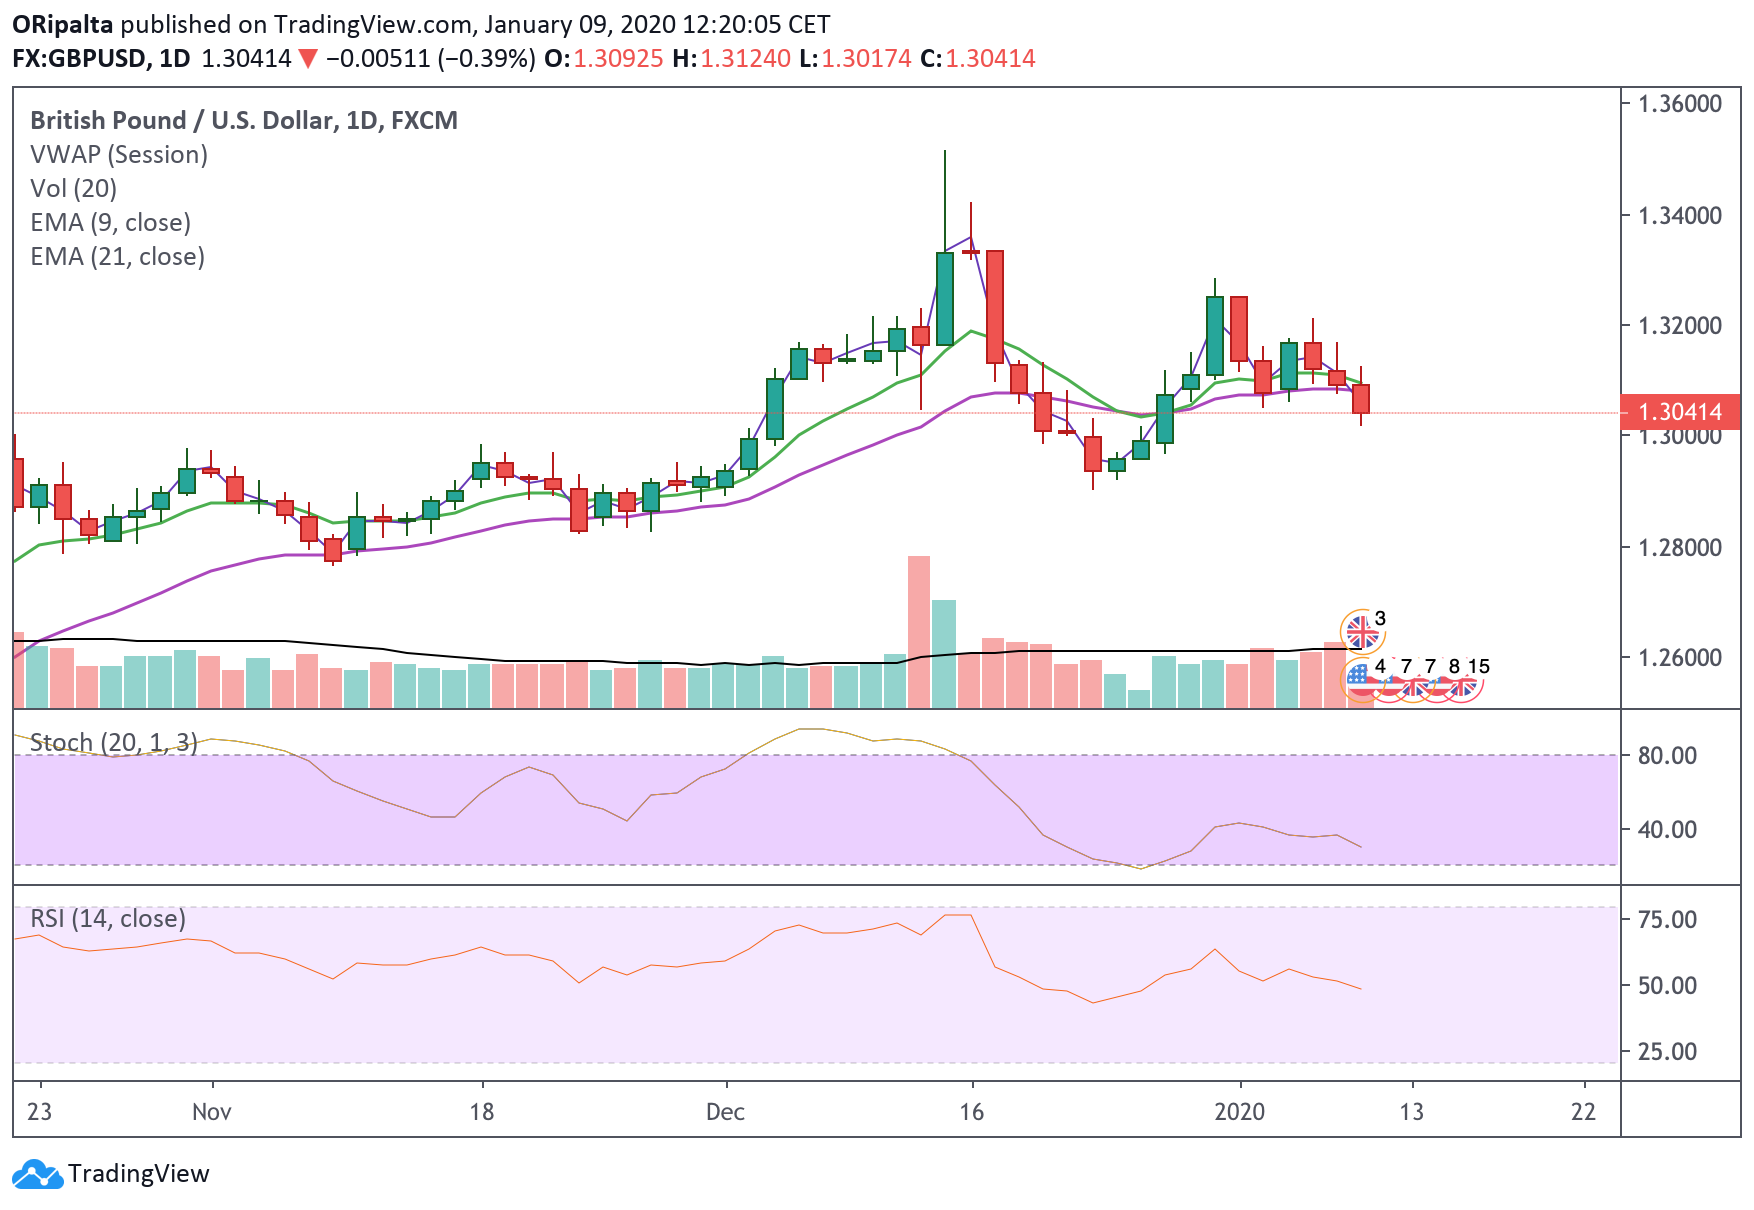 ORipalta published on TradingView.com, January 09, 2020 12:20:05 CET
FX:GBPUSD, 1D 1.30414 ▼ −0.00511 (−0.39%) O:1.30925 H:1.31240 L:1.30174 C:1.30414
British Pound / U.S. Dollar, 1D, FXCM
VWAP (Session)
Vol (20)
EMA (9, close)
EMA (21, close)
1.36000
1.34000
1.32000
1.30414
1.30000
1.28000
1.26000
3
4 7 7 8 15
Stoch (20, 1, 3)
80.00
40.00
RSI (14, close)
75.00
50.00
25.00
23 Nov 18 Dec 16 2020 13 22
TradingView